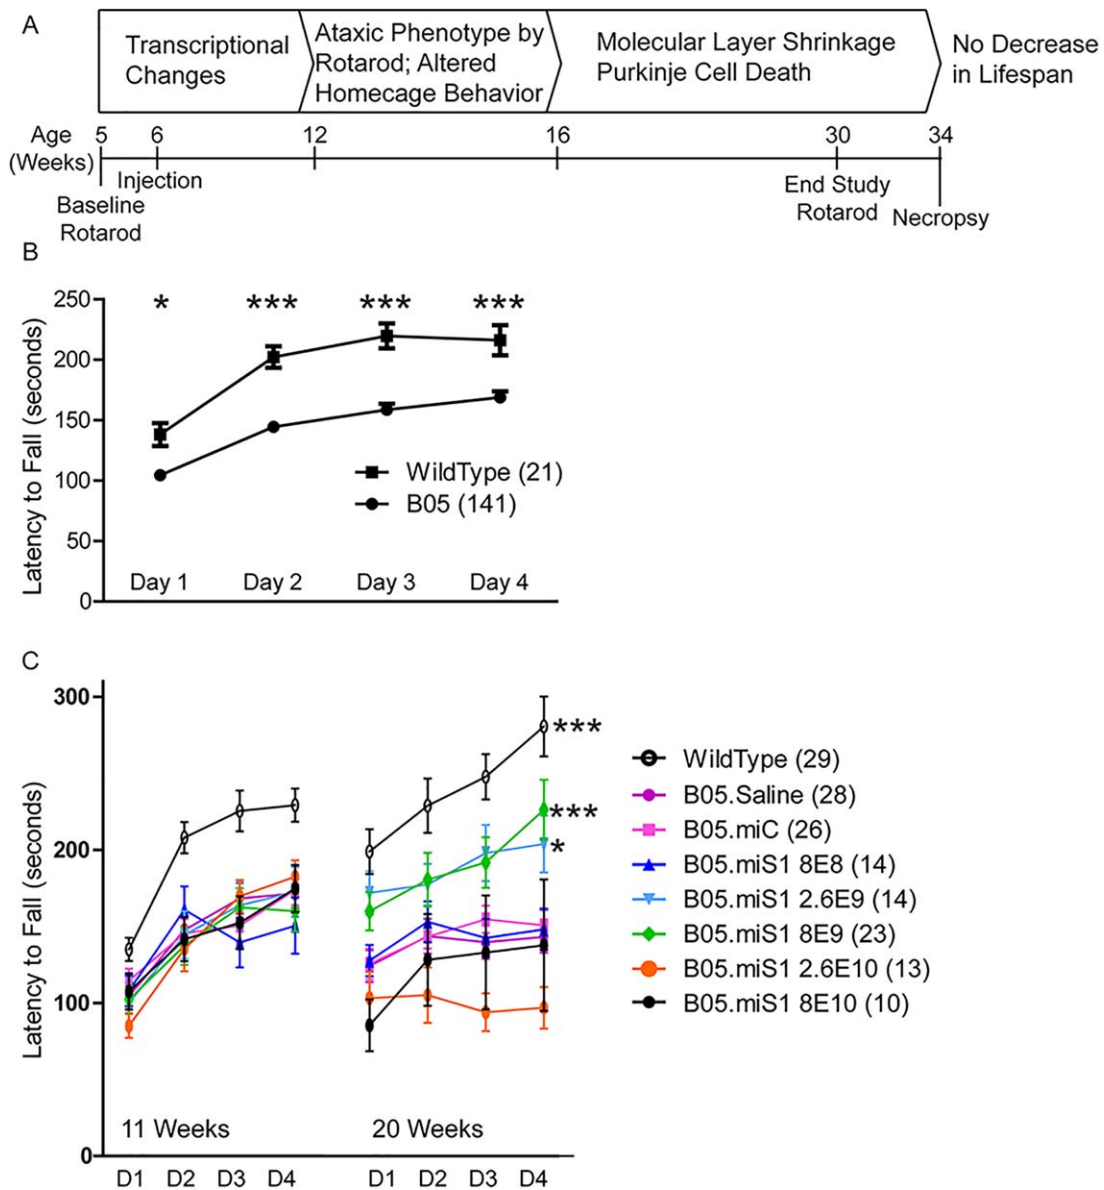 A
Transcriptional
Changes
Ataxic Phenotype by
Rotarod; Altered
Homecage Behavior
Molecular Layer Shrinkage
Purkinje Cell Death
No Decrease
in Lifespan
Age
(Weeks)
5 6 12 16 30 34
Injection
Baseline
Rotarod
End Study
Rotarod
Necropsy
B
Latency to Fall (seconds)
250
200
150
100
50
0
* *** *** ***
WildType (21)
B05 (141)
Day 1 Day 2 Day 3 Day 4
C
Latency to Fall (seconds)
300
200
100
0
***
***
*
WildType (29)
B05.Saline (28)
B05.miC (26)
B05.miS1 8E8 (14)
B05.miS1 2.6E9 (14)
B05.miS1 8E9 (23)
B05.miS1 2.6E10 (13)
B05.miS1 8E10 (10)
11 Weeks 20 Weeks
D1 D2 D3 D4 D1 D2 D3 D4